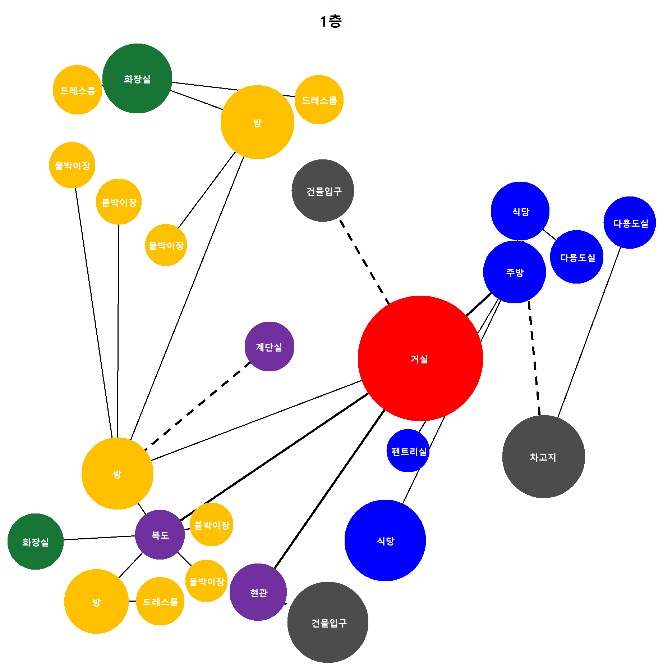 1층
화장실
드레스룸
드레스룸
방
붙박이장
건물입구
붙박이장
식당
다용도실
붙박이장
다용도실
주방
계단실
거실
펜트리실
차고지
방
붙박이장
복도
식당
화장실
붙박이장
현관
방
드레스룸
건물입구